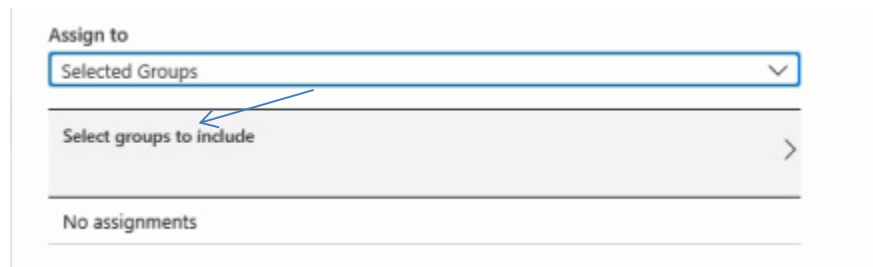 Assign to
Selected Groups
Select groups to include
No assignments